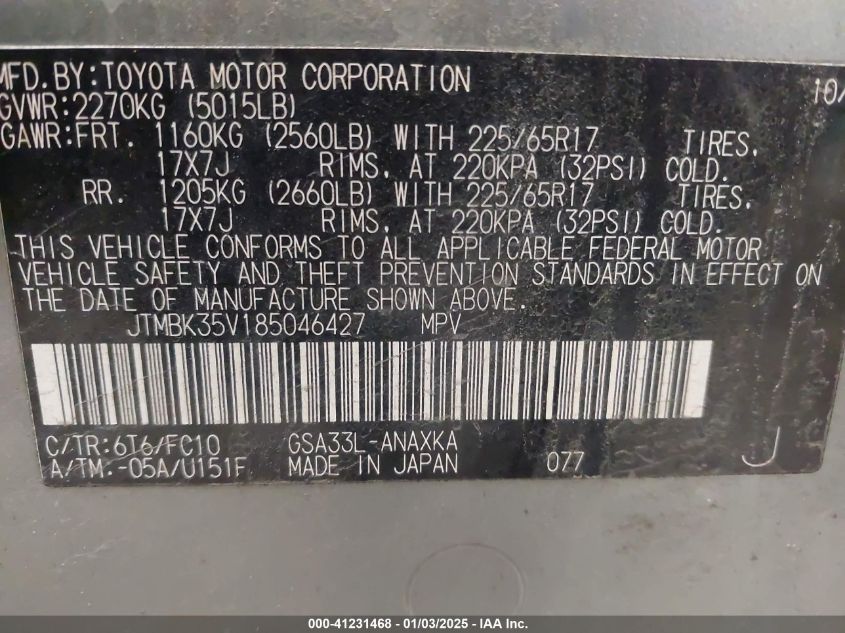 MFD. BY: TOYOTA MOTOR CORPORATION 10/
GVWR: 2270KG (5015LB)
GAWR: FRT. 1160KG (2560LB) WITH 225/65R17 TIRES,
17X7J RIMS, AT 220KPA (32PSI) COLD.
RR. 1205KG (2660LB) WITH 225/65R17 TIRES,
17X7J RIMS, AT 220KPA (32PSI) COLD.
THIS VEHICLE CONFORMS TO ALL APPLICABLE FEDERAL MOTOR
VEHICLE SAFETY AND THEFT PREVENTION STANDARDS IN EFFECT ON
THE DATE OF MANUFACTURE SHOWN ABOVE.
JTMBK35V185046427 MPV
C/TR: 6T6/FC10 GSA33L-ANAXKA
A/TM. -05A/U151F MADE IN JAPAN 077 J
000-41231468 - 01/03/2025 - IAA Inc.